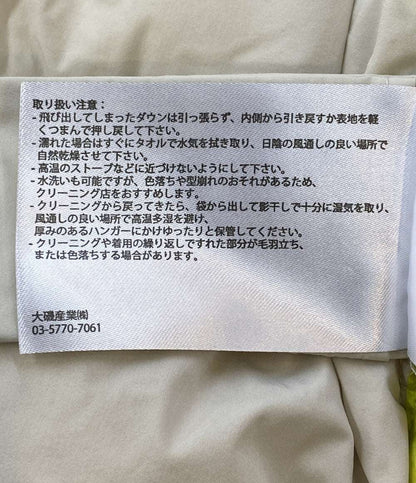 取り扱い注意：
- 飛び出してしまったダウンは引っ張らず、内側から引き戻すか表地を軽
くつまんで押し戻して下さい。
- 濡れた場合はすぐにタオルで水気を拭き取り、日陰の風通しの良い場所で
自然乾燥させて下さい。
- 高温のストーブなどに近づけないようにして下さい。
- 水洗いも可能ですが、色落ちや型崩れのおそれがあるため、
クリーニング店をおすすめします。
- クリーニングから戻ってきたら、袋から出して影干しで十分に湿気を取り、
風通しの良い場所で高温多湿を避け、
厚みのあるハンガーにかけゆったりと保管してください。
- クリーニングや着用の繰り返しですれた部分が毛羽立ち、
または色落ちする場合があります。
大磯産業㈱
03-5770-7061